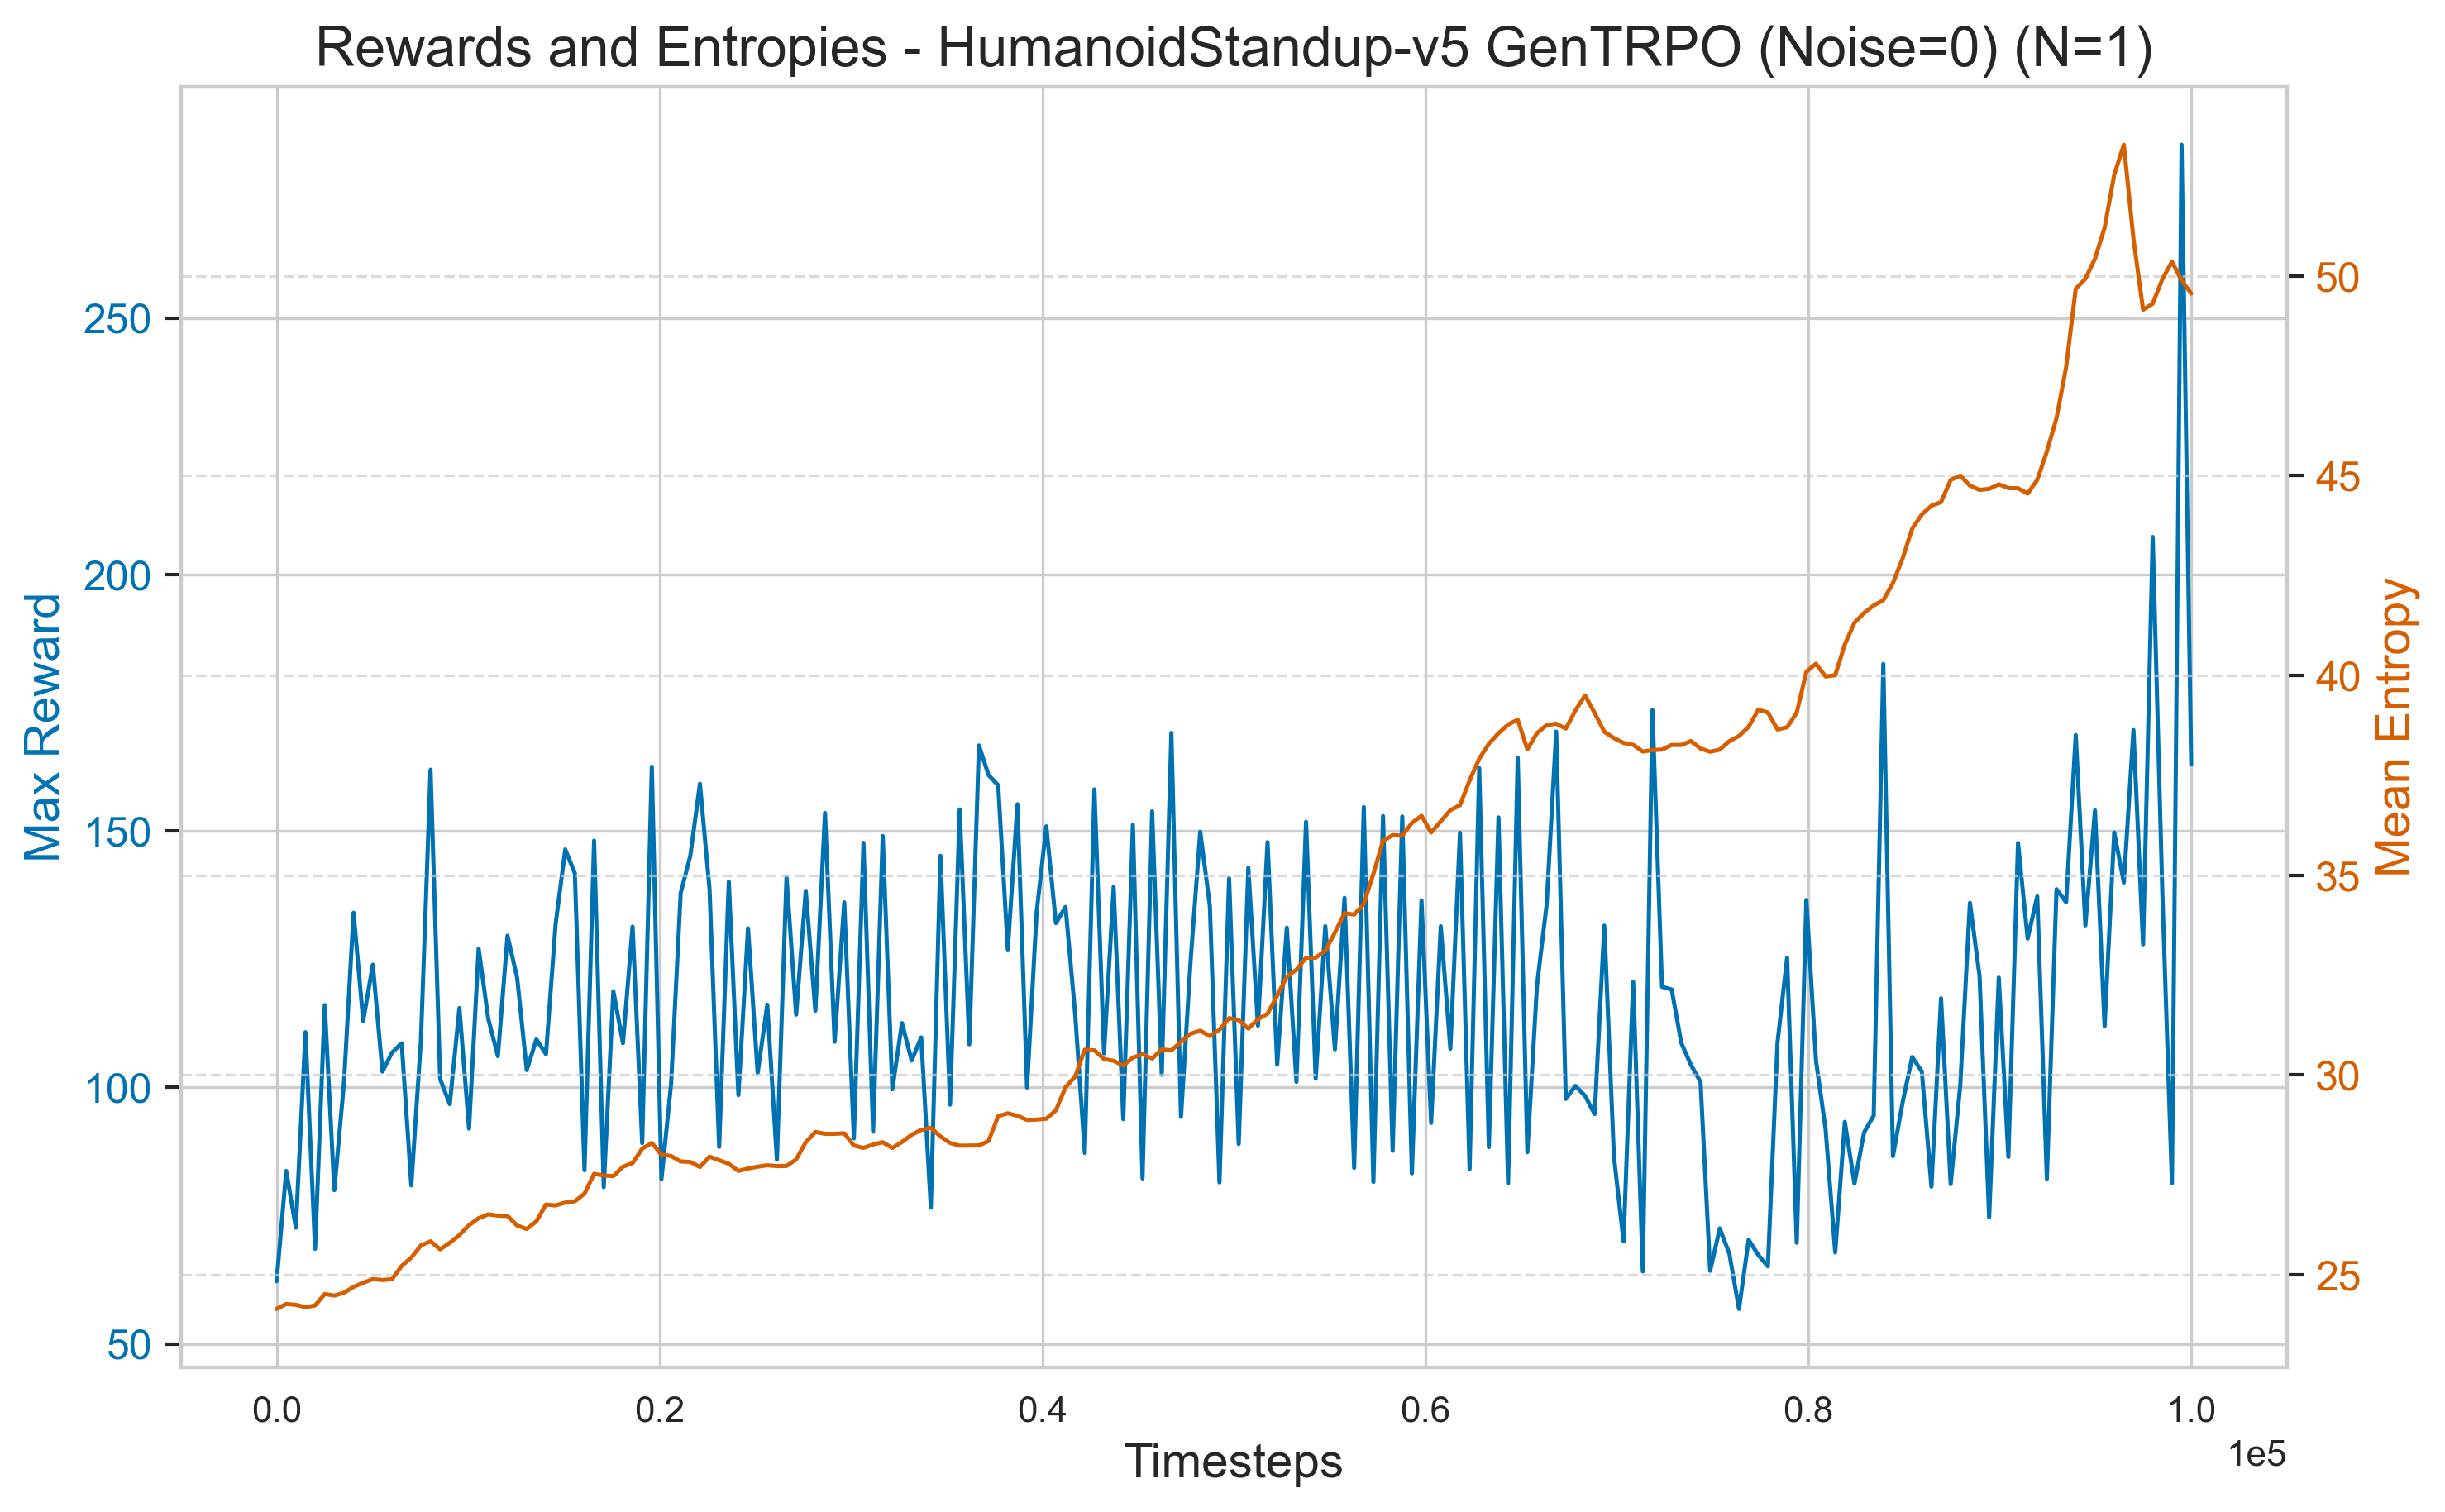 Rewards and Entropies - HumanoidStandup-v5 GenTRPO (Noise=0) (N=1)
Max Reward
250
200
150
100
50
50
45
40
35
30
25
Mean Entropy
0.0 0.2 0.4 0.6 0.8 1.0
1e5
Timesteps